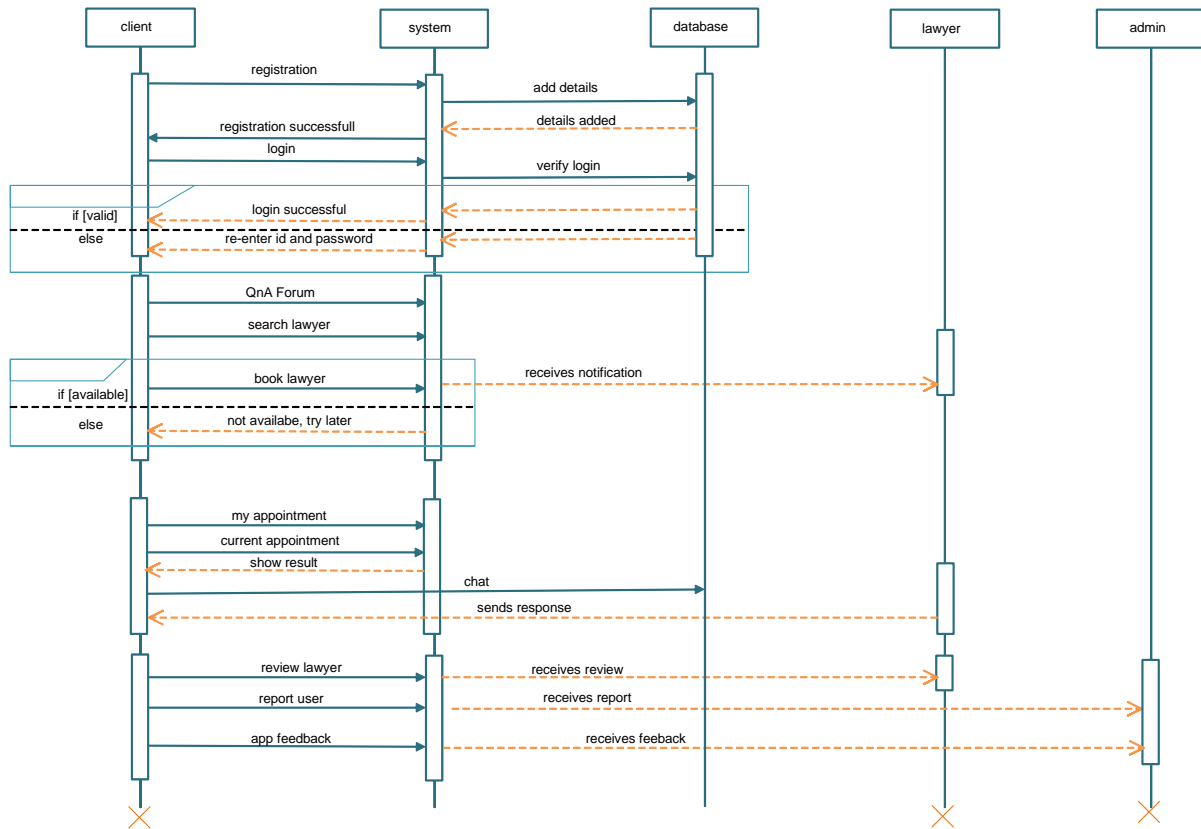 client
system
database
lawyer
admin
registration
add details
details added
registration successfull
login
verify login
if [valid]
login successful
else
re-enter id and password
QnA Forum
search lawyer
book lawyer
receives notification
if [available]
else
not availabe, try later
my appointment
current appointment
show result
chat
sends response
review lawyer
receives review
report user
receives report
app feedback
receives feeback